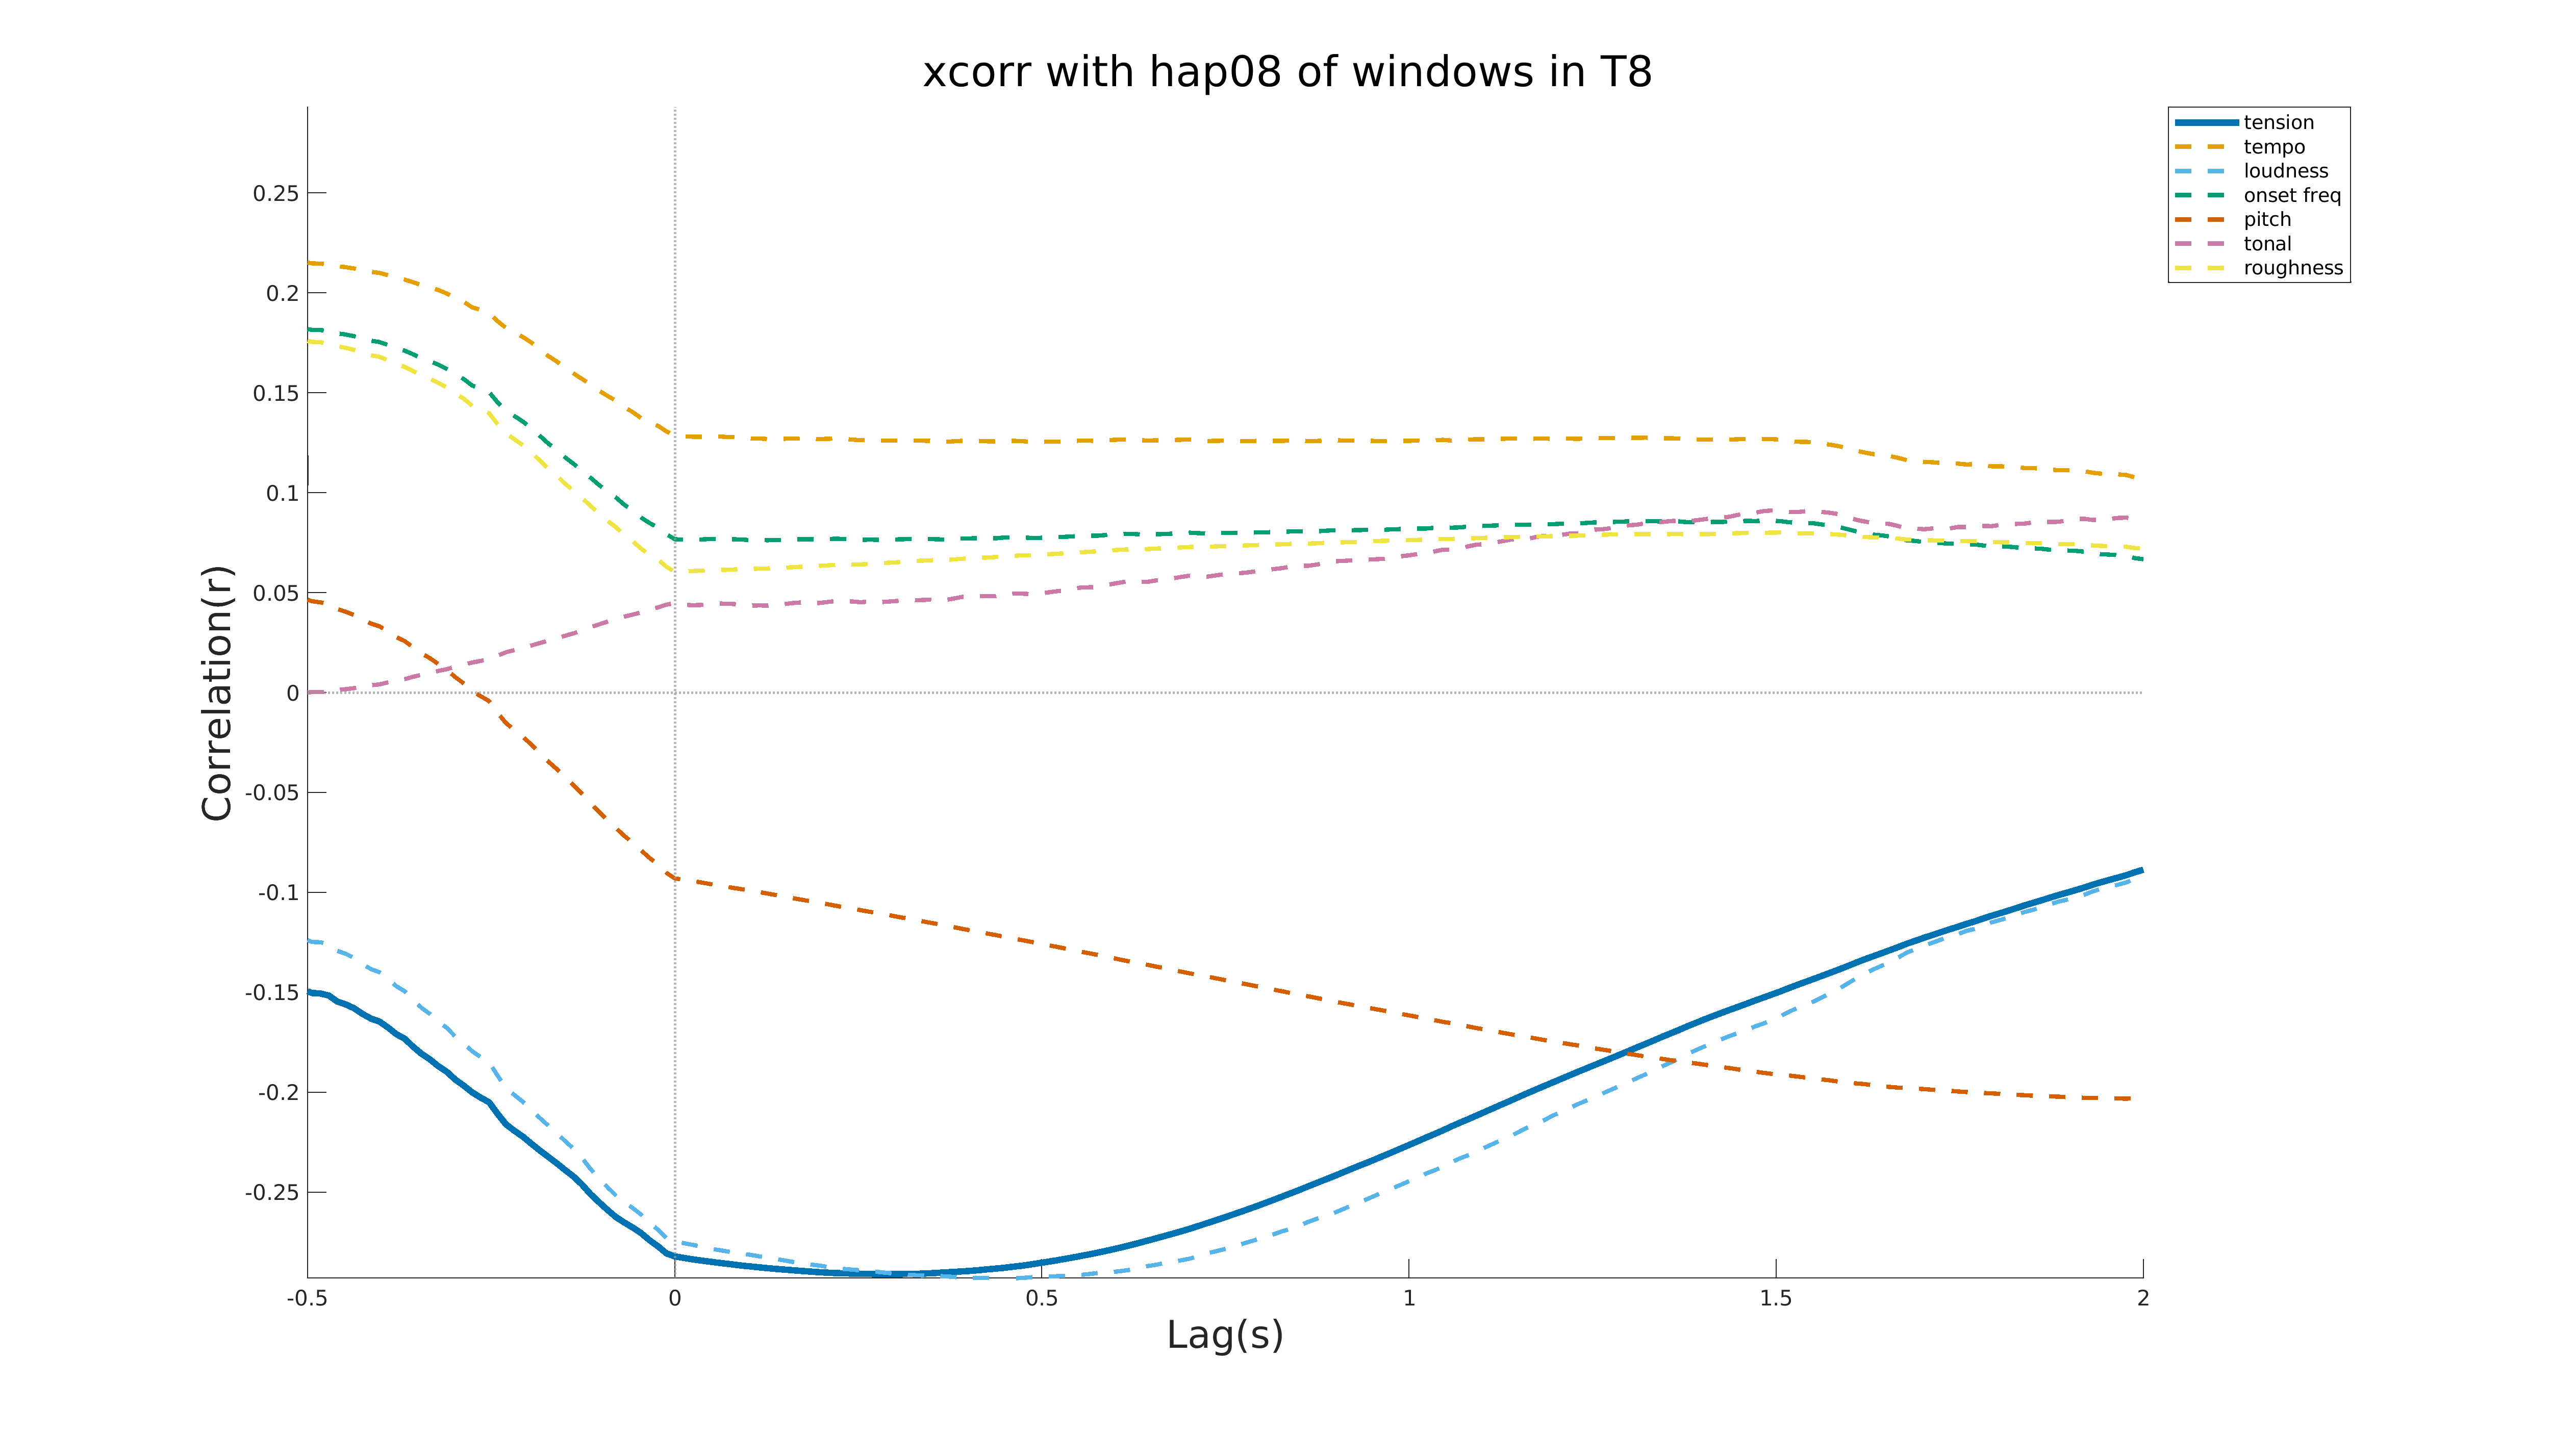 xcorr with hap08 of windows in T8
tension
tempo
loudness
onset freq
pitch
tonal
roughness
Correlation(r)
0.25
0.2
0.15
0.1
0.05
0
-0.05
-0.1
-0.15
-0.2
-0.25
-0.5
0
0.5
1
1.5
2
Lag(s)